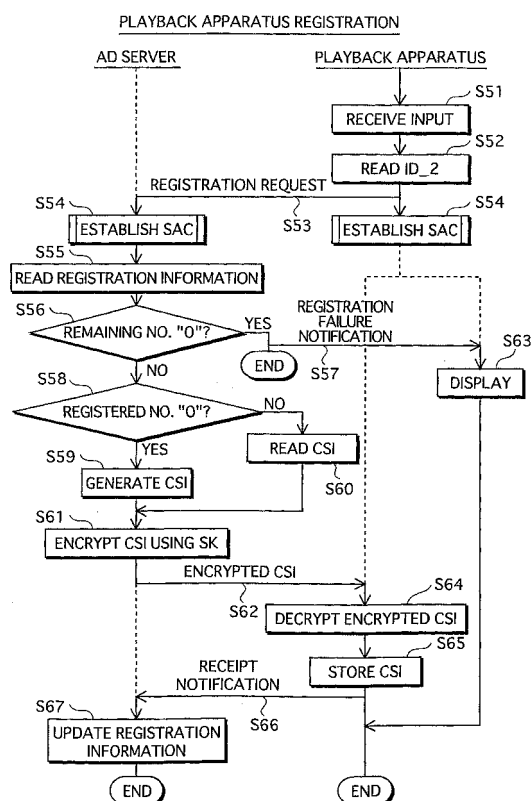 PLAYBACK APPARATUS REGISTRATION
AD SERVER
PLAYBACK APPARATUS
S51
RECEIVE INPUT
S52
READ ID_2
REGISTRATION REQUEST
S53
S54
ESTABLISH SAC
S54
ESTABLISH SAC
S55
READ REGISTRATION INFORMATION
S56
REMAINING NO. "0"?
YES
END
REGISTRATION
FAILURE
NOTIFICATION
S57
S63
DISPLAY
NO
S58
REGISTERED NO. "0"?
NO
READ CSI
S60
YES
S59
GENERATE CSI
S61
ENCRYPT CSI USING SK
ENCRYPTED CSI
S62
S64
DECRYPT ENCRYPTED CSI
S65
STORE CSI
RECEIPT
NOTIFICATION
S66
S67
UPDATE REGISTRATION
INFORMATION
END
END